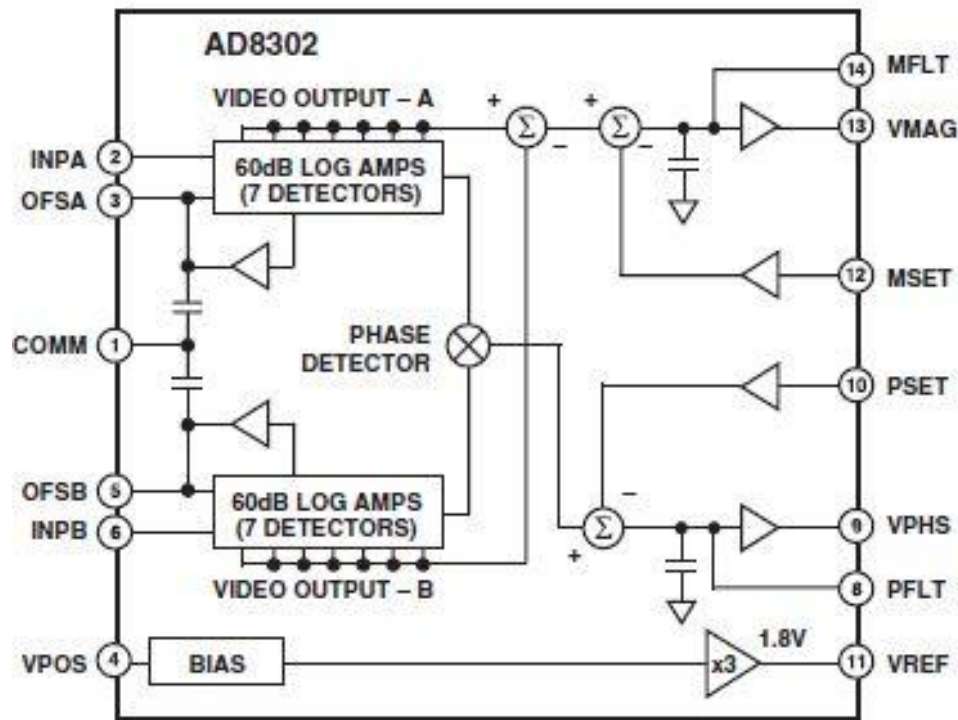 AD8302
VIDEO OUTPUT – A
+
+
14 MFLT
Σ
Σ
13 VMAG
–
–
INPA 2
60dB LOG AMPS
(7 DETECTORS)
OFSA 3
12 MSET
COMM 1
PHASE
DETECTOR
10 PSET
–
OFSB 5
60dB LOG AMPS
(7 DETECTORS)
Σ
9 VPHS
INPB 6
+
VIDEO OUTPUT – B
8 PFLT
1.8V
VPOS 4
BIAS
x3
11 VREF